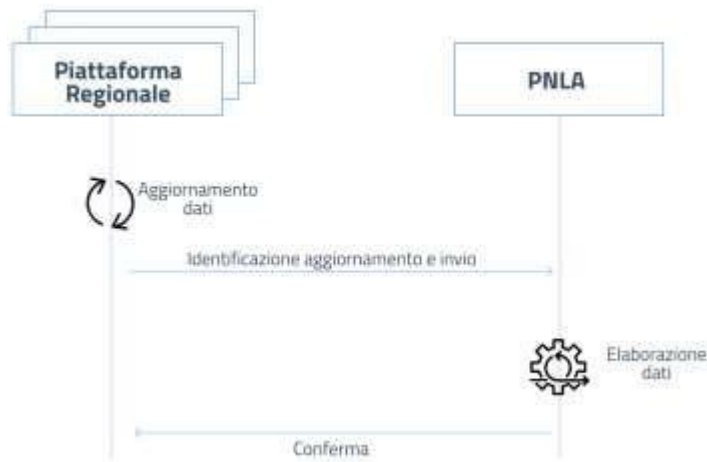 Piattaforma
Regionale
PNLA
Aggiornamento
dati
Identificazione aggiornamento e invio
Elaborazione
dati
Conferma